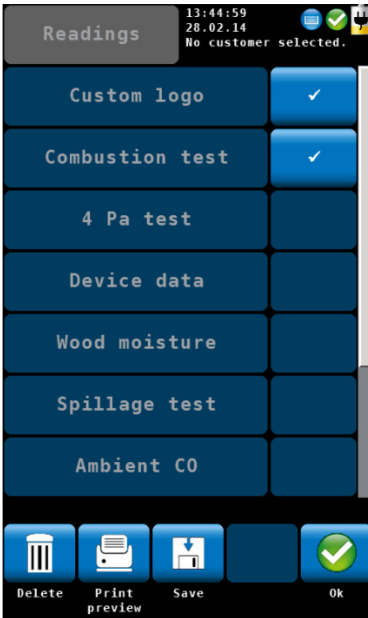 Readings
13:44:59
28.02.14
No customer selected.
Custom logo
Combustion test
4 Pa test
Device data
Wood moisture
Spillage test
Ambient CO
Delete
Print
preview
Save
Ok